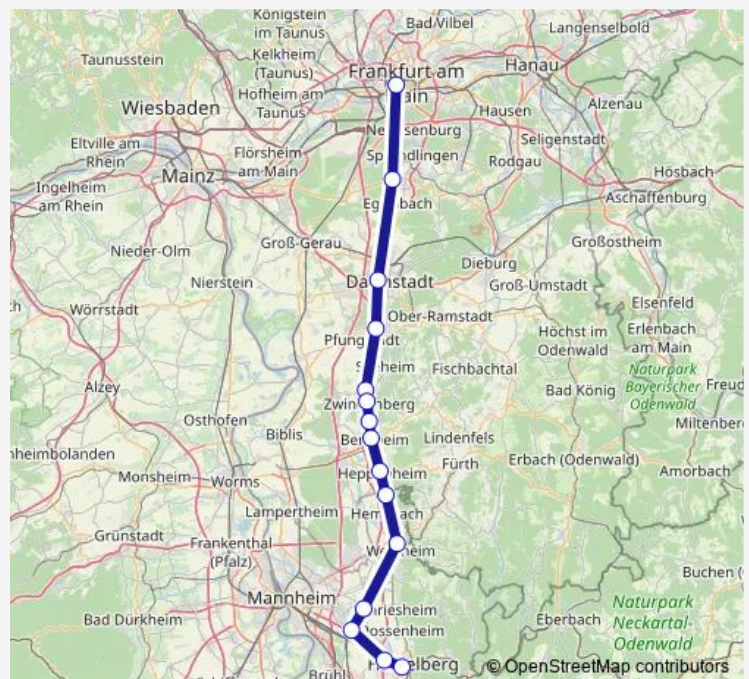 Königstein
im Taunus
Bad Vilbel
Langenselbold
Taunusstein
Kelkheim
(Taunus)
Frankfurt am
Hanau
Hofheim am
Taunus
Wiesbaden
Hausen
Alzenau
Eltville am
Rhein
Flörsheim
am Main
Seligenstadt
Mainz
Rodgau
Hösbach
Ingelheim
am Rhein
Aschaffenburg
Groß-Gerau
Großostheim
Nieder-Olm
Dieburg
Nierstein
Groß-Umstadt
Elsenfeld
Wörrstadt
Ober-Ramstadt
Erlenbach
am Main
Höchst im
Odenwald
Fischbachtal
Naturpark
Bayerischer
Odenwald
Alzey
Bad König
Osthofen
Miltenber
Biblis
Lindenfels
nheimbolanden
Fürth
Erbach (Odenwald)
Monsheim
Worms
Amorbach
Lampertheim
Grünstadt
Frankenthal
(Pfalz)
Buchen (
Mannheim
Naturpark
Neckartal-
Odenwald
Bad Dürkheim
Eberbach
Brühl
© OpenStreetMap contributors